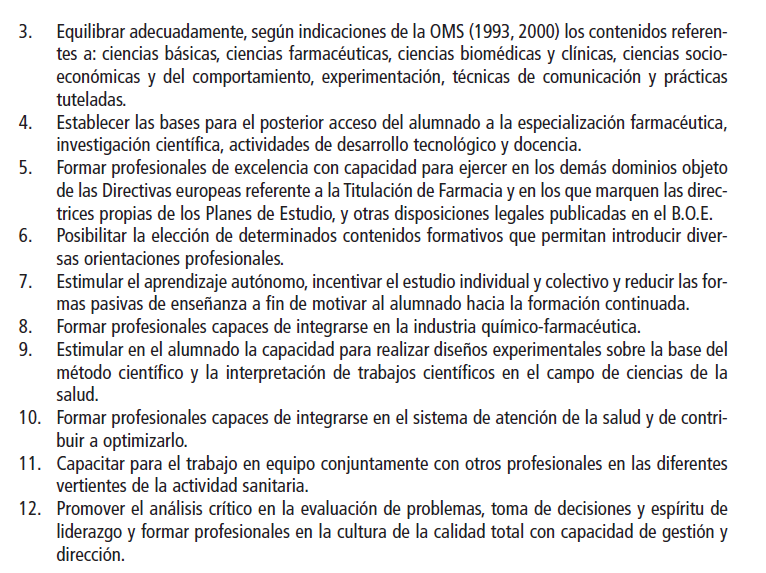 3. Equilibrar adecuadamente, según indicaciones de la OMS (1993, 2000) los contenidos referen-
tes a: ciencias básicas, ciencias farmacéuticas, ciencias biomédicas y clínicas, ciencias socio-
económicas y del comportamiento, experimentación, técnicas de comunicación y prácticas
tuteladas.
4. Establecer las bases para el posterior acceso del alumnado a la especialización farmacéutica,
investigación científica, actividades de desarrollo tecnológico y docencia.
5. Formar profesionales de excelencia con capacidad para ejercer en los demás dominios objeto
de las Directivas europeas referente a la Titulación de Farmacia y en los que marquen las direc-
trices propias de los Planes de Estudio, y otras disposiciones legales publicadas en el B.O.E.
6. Posibilitar la elección de determinados contenidos formativos que permitan introducir diver-
sas orientaciones profesionales.
7. Estimular el aprendizaje autónomo, incentivar el estudio individual y colectivo y reducir las for-
mas pasivas de enseñanza a fin de motivar al alumnado hacia la formación continuada.
8. Formar profesionales capaces de integrarse en la industria químico-farmacéutica.
9. Estimular en el alumnado la capacidad para realizar diseños experimentales sobre la base del
método científico y la interpretación de trabajos científicos en el campo de ciencias de la
salud.
10. Formar profesionales capaces de integrarse en el sistema de atención de la salud y de contri-
buir a optimizarlo.
11. Capacitar para el trabajo en equipo conjuntamente con otros profesionales en las diferentes
vertientes de la actividad sanitaria.
12. Promover el análisis crítico en la evaluación de problemas, toma de decisiones y espíritu de
liderazgo y formar profesionales en la cultura de la calidad total con capacidad de gestión y
dirección.